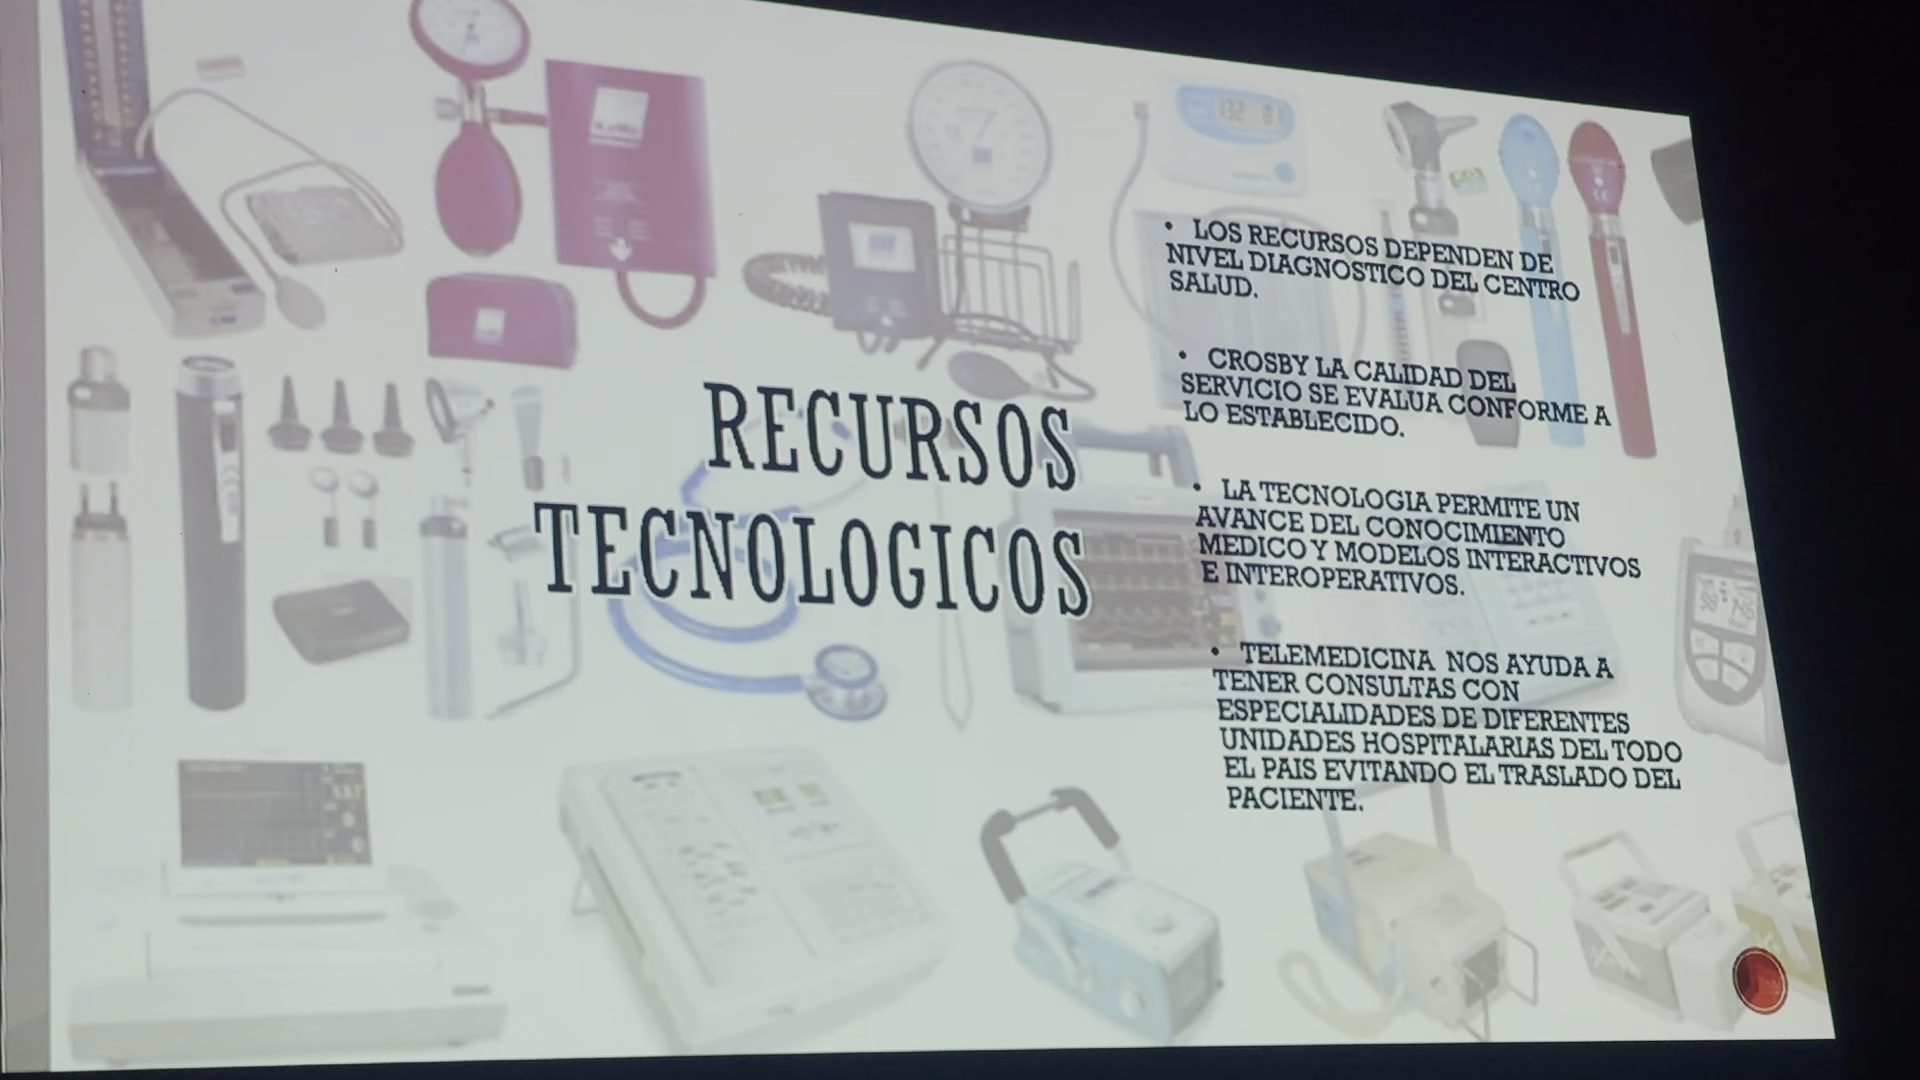 RECURSOS
TECNOLOGICOS
• LOS RECURSOS DEPENDEN DE
NIVEL DIAGNOSTICO DEL CENTRO
SALUD.
• CROSBY LA CALIDAD DEL
SERVICIO SE EVALUA CONFORME A
LO ESTABLECIDO.
• LA TECNOLOGIA PERMITE UN
AVANCE DEL CONOCIMIENTO
MEDICO Y MODELOS INTERACTIVOS
E INTEROPERATIVOS.
• TELEMEDICINA NOS AYUDA A
TENER CONSULTAS CON
ESPECIALIDADES DE DIFERENTES
UNIDADES HOSPITALARIAS DEL TODO
EL PAIS EVITANDO EL TRASLADO DEL
PACIENTE.